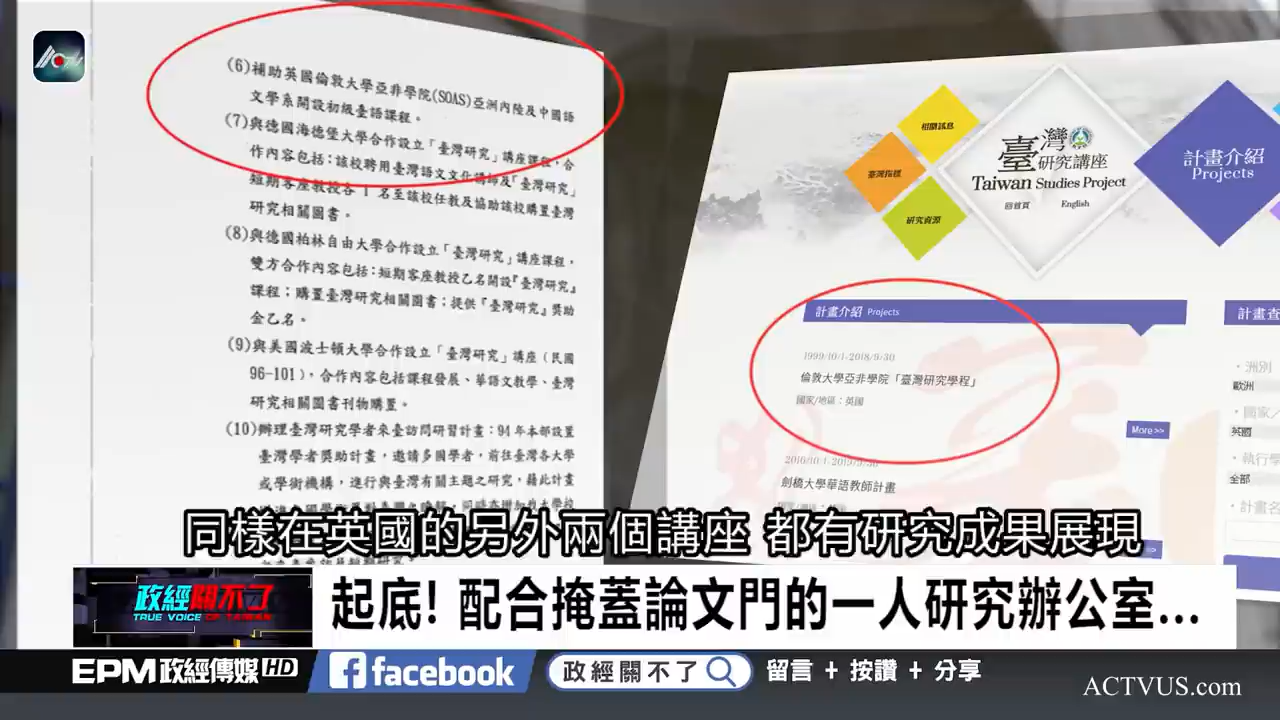 (6)補助英國倫敦大學亞非學院(SOAS)亞洲內陸及中國語
文學系開設初級臺語課程。
(7)與德國海德堡大學合作設立「臺灣研究」講座課程，合
作內容包括：該校聘用臺灣語文文化講師及『臺灣研究』
短期客座教授各1名至該校任教及協助該校購置臺灣
研究相關圖書。
(8)與德國柏林自由大學合作設立「臺灣研究」講座課程，
雙方合作內容包括：短期客座教授乙名開設『臺灣研究』
課程；購置臺灣研究相關圖書；提供『臺灣研究』獎助
金乙名。
(9)與美國波士頓大學合作設立「臺灣研究」講座（民國
96-101），合作內容包括課程發展、華語文教學、臺灣
研究相關圖書刊物購置。
(10)辦理臺灣研究學者來臺訪問研習計畫：94年本部設置
臺灣學者獎助計畫，邀請多國學者，前往臺灣各大學
或學術機構，進行與臺灣有關主題之研究，藉此計畫
相關訊息
臺灣指標
研究資源
臺灣
研究講座
Taiwan Studies Project
回首頁 English
計畫介紹
Projects
計畫介紹 Projects
1999/10/1-2018/9/30
倫敦大學亞非學院「臺灣研究學程」
國家/地區：英國
More >>
2016/10/1-2019/9/30
劍橋大學華語教師計畫
計畫查
・洲別
歐洲
・國家/
英國
・執行學
全部
・計畫名
同樣在英國的另外兩個講座 都有研究成果展現
政經關不了
TRUE VOICE OF TAIWAN
起底! 配合掩蓋論文門的一人研究辦公室...
EPM政經傳媒HD
facebook
政經關不了
留言 + 按讚 + 分享
ACTVUS.com